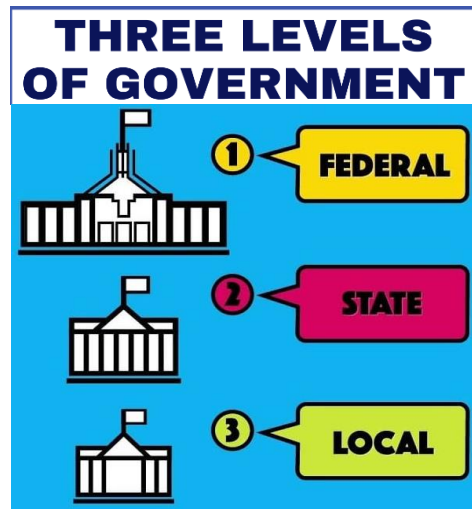 THREE LEVELS
OF GOVERNMENT
1 FEDERAL
2 STATE
3 LOCAL